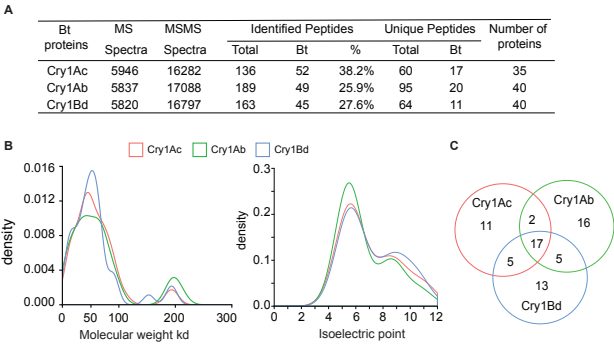 A
Bt proteins MS Spectra MSMS Spectra Identified Peptides Unique Peptides Number of proteins
Total Bt % Total Bt
Cry1Ac 5946 16282 136 52 38.2% 60 17 35
Cry1Ab 5837 17088 189 49 25.9% 95 20 40
Cry1Bd 5820 16797 163 45 27.6% 64 11 40
B
Cry1Ac Cry1Ab Cry1Bd
density
0.016
0.012
0.008
0.004
0.000
0 50 100 200 300
Molecular weight kd
density
0.3
0.2
0.1
0.0
0 2 4 6 8 10 12
Isoelectric point
C
Cry1Ac Cry1Ab
11 2 16
17
5 5
13
Cry1Bd